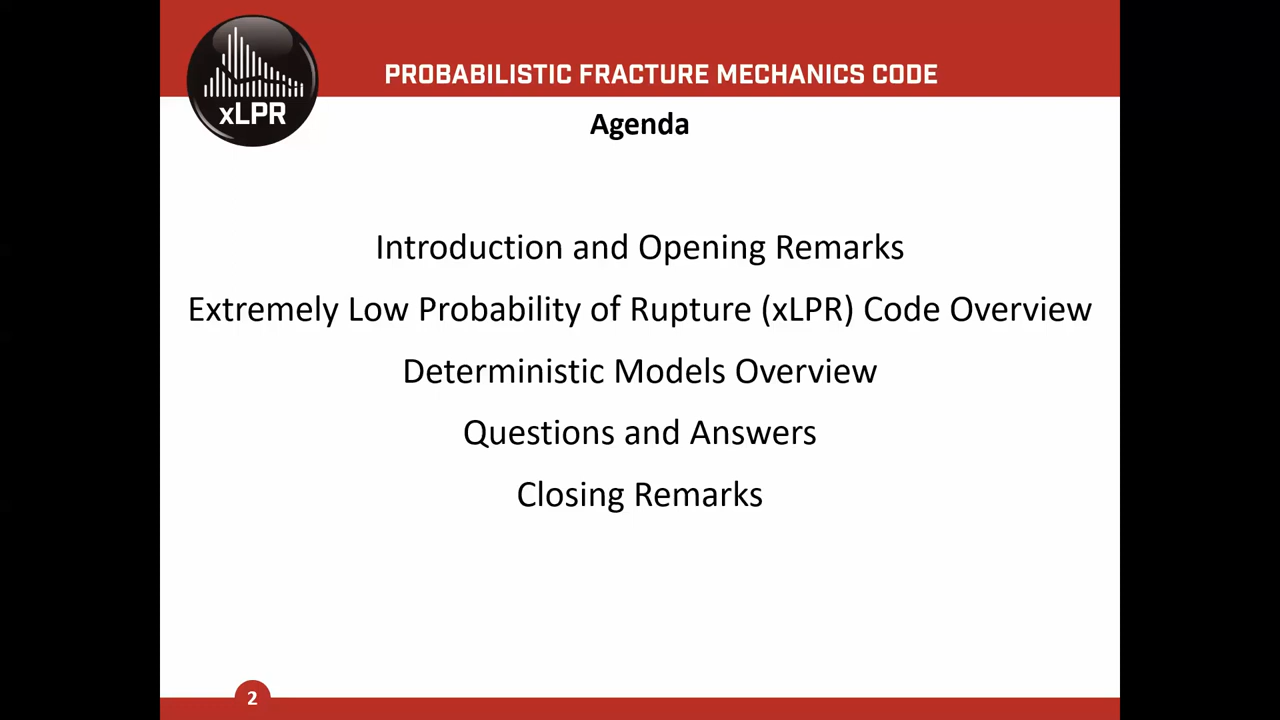 xLPR
PROBABILISTIC FRACTURE MECHANICS CODE
Agenda
Introduction and Opening Remarks
Extremely Low Probability of Rupture (xLPR) Code Overview
Deterministic Models Overview
Questions and Answers
Closing Remarks
2